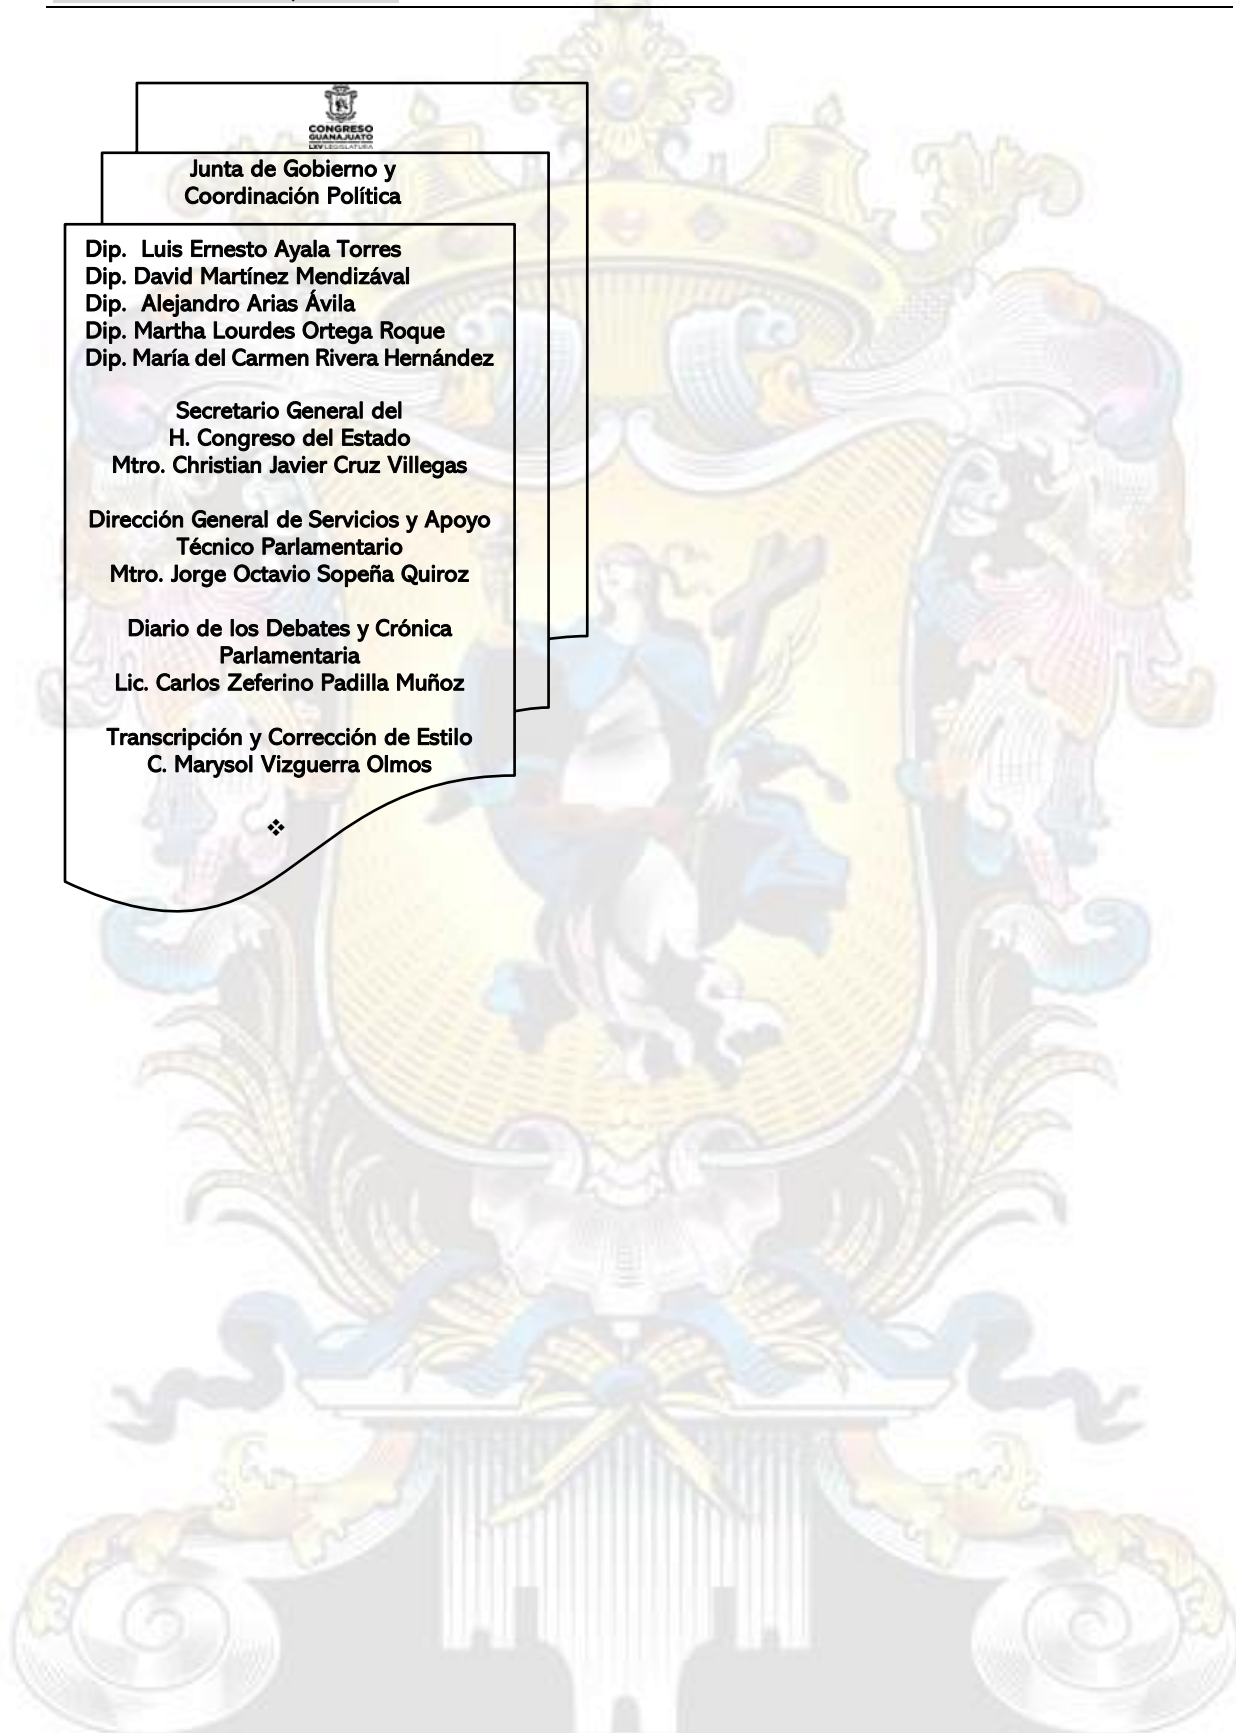 CONGRESO
GUANAJUATO
LXV LEGISLATURA
Junta de Gobierno y
Coordinación Política
Dip. Luis Ernesto Ayala Torres
Dip. David Martínez Mendizával
Dip. Alejandro Arias Ávila
Dip. Martha Lourdes Ortega Roque
Dip. María del Carmen Rivera Hernández
Secretario General del
H. Congreso del Estado
Mtro. Christian Javier Cruz Villegas
Dirección General de Servicios y Apoyo
Técnico Parlamentario
Mtro. Jorge Octavio Sopeña Quiroz
Diario de los Debates y Crónica
Parlamentaria
Lic. Carlos Zeferino Padilla Muñoz
Transcripción y Corrección de Estilo
C. Marysol Vizguerra Olmos